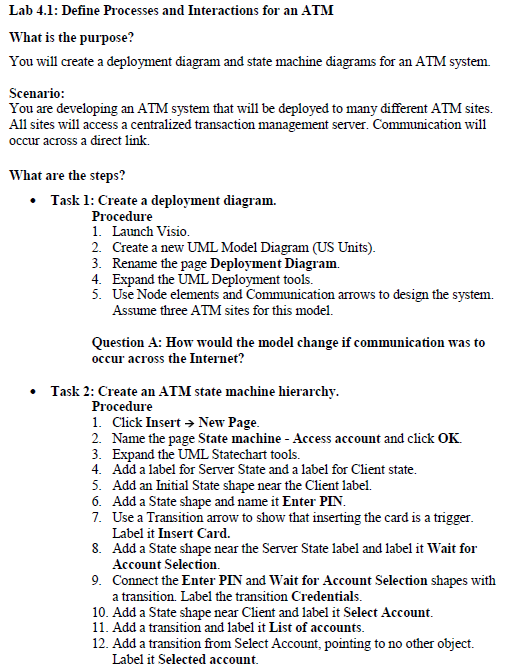 Lab 4.1: Define Processes and Interactions for an ATM
What is the purpose?
You will create a deployment diagram and state machine diagrams for an ATM system.
Scenario:
You are developing an ATM system that will be deployed to many different ATM sites.
All sites will access a centralized transaction management server. Communication will
occur across a direct link.
What are the steps?
• Task 1: Create a deployment diagram.
Procedure
1. Launch Visio.
2. Create a new UML Model Diagram (US Units).
3. Rename the page Deployment Diagram.
4. Expand the UML Deployment tools.
5. Use Node elements and Communication arrows to design the system.
Assume three ATM sites for this model.
Question A: How would the model change if communication was to
occur across the Internet?
• Task 2: Create an ATM state machine hierarchy.
Procedure
1. Click Insert → New Page.
2. Name the page State machine - Access account and click OK.
3. Expand the UML Statechart tools.
4. Add a label for Server State and a label for Client state.
5. Add an Initial State shape near the Client label.
6. Add a State shape and name it Enter PIN.
7. Use a Transition arrow to show that inserting the card is a trigger.
Label it Insert Card.
8. Add a State shape near the Server State label and label it Wait for
Account Selection.
9. Connect the Enter PIN and Wait for Account Selection shapes with
a transition. Label the transition Credentials.
10. Add a State shape near Client and label it Select Account.
11. Add a transition and label it List of accounts.
12. Add a transition from Select Account, pointing to no other object.
Label it Selected account.